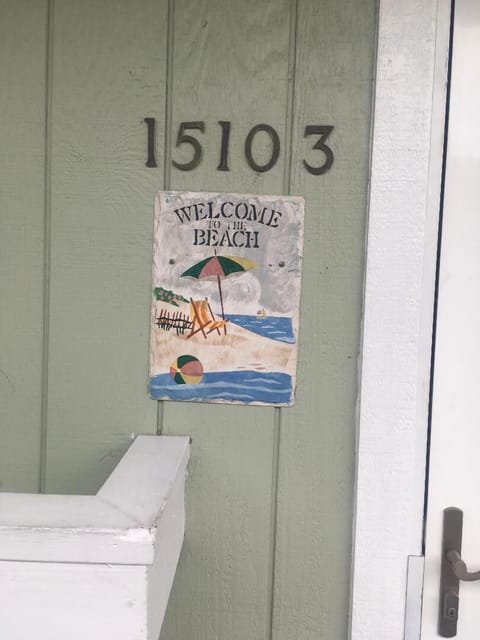 15103
WELCOME
TO THE
BEACH